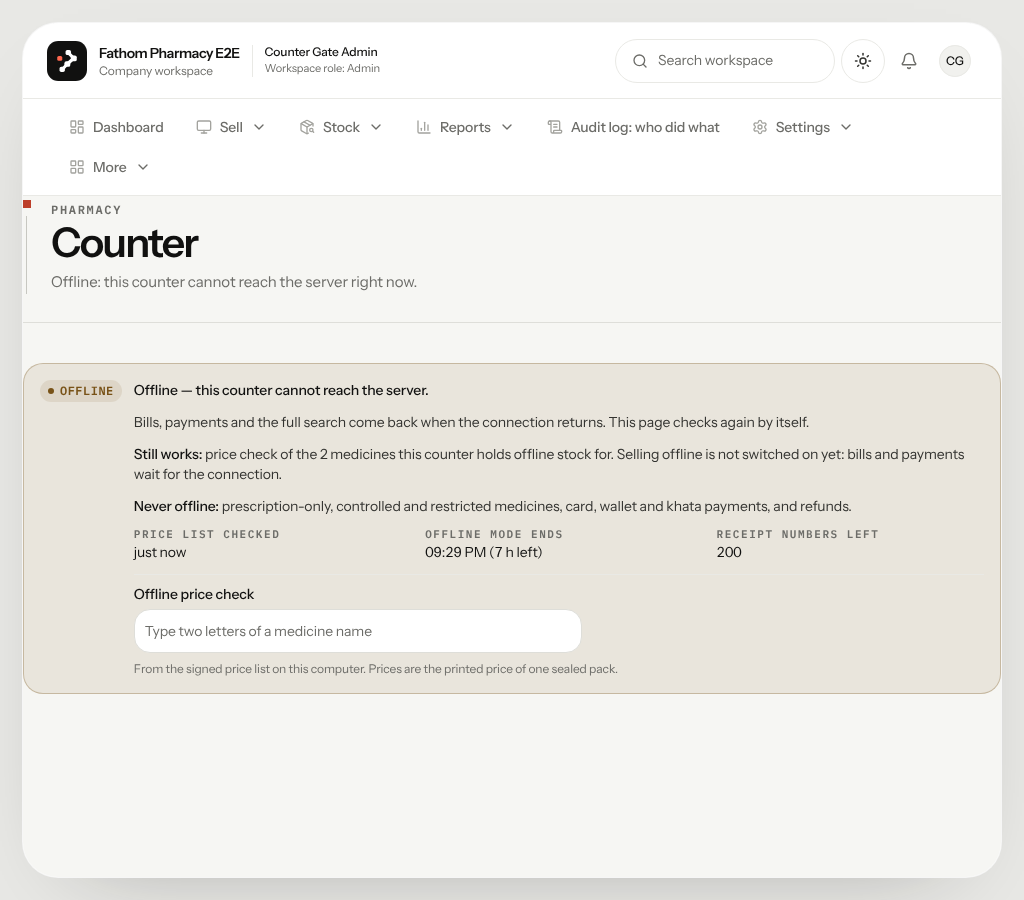 Fathom Pharmacy E2E
Company workspace
Counter Gate Admin
Workspace role: Admin
Search workspace
CG
Dashboard
Sell
Stock
Reports
Audit log: who did what
Settings
More
PHARMACY
Counter
Offline: this counter cannot reach the server right now.
OFFLINE
Offline — this counter cannot reach the server.
Bills, payments and the full search come back when the connection returns. This page checks again by itself.
Still works: price check of the 2 medicines this counter holds offline stock for. Selling offline is not switched on yet: bills and payments
wait for the connection.
Never offline: prescription-only, controlled and restricted medicines, card, wallet and khata payments, and refunds.
PRICE LIST CHECKED
just now
OFFLINE MODE ENDS
09:29 PM (7 h left)
RECEIPT NUMBERS LEFT
200
Offline price check
Type two letters of a medicine name
From the signed price list on this computer. Prices are the printed price of one sealed pack.